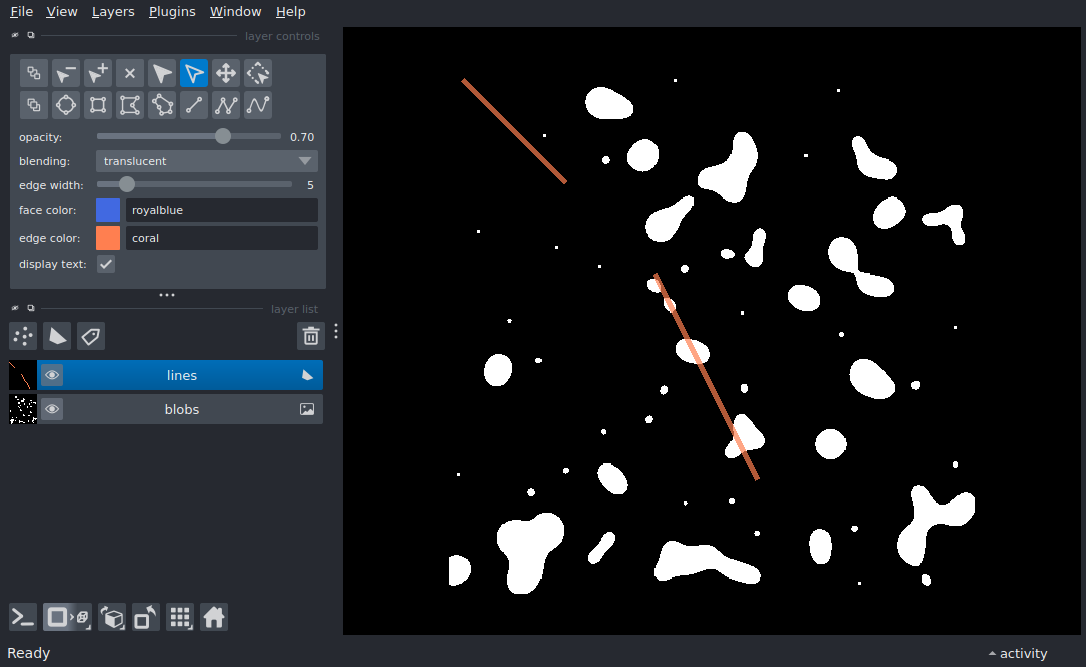 File View Layers Plugins Window Help
layer controls
opacity: 0.70
blending: translucent
edge width: 5
face color: royalblue
edge color: coral
display text:
layer list
lines
blobs
Ready
activity